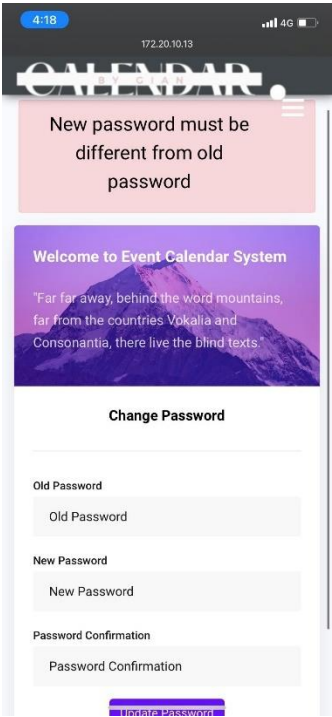 4:18
4G
172.20.10.13
CALENDAR
BY GIAN
New password must be
different from old
password
Welcome to Event Calendar System
"Far far away, behind the word mountains,
far from the countries Vokalia and
Consonantia, there live the blind texts."
Change Password
Old Password
Old Password
New Password
New Password
Password Confirmation
Password Confirmation
Update Password